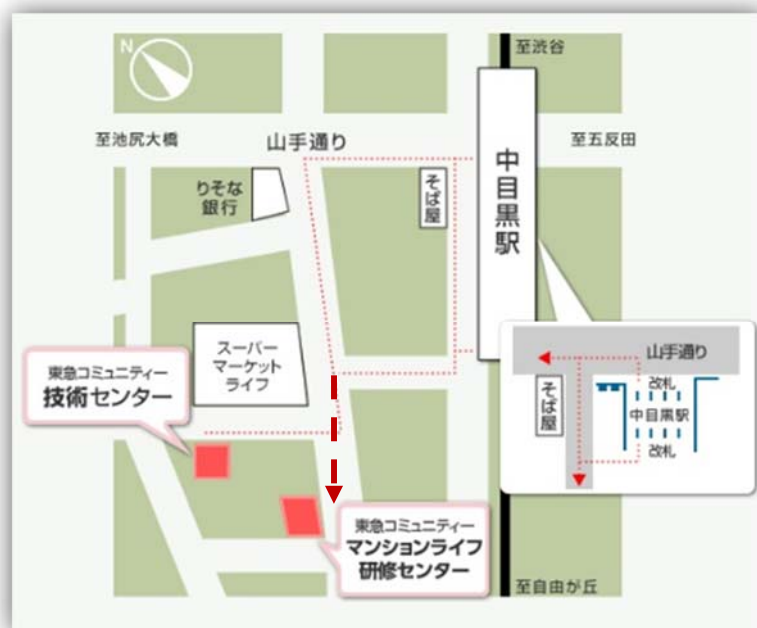 N
至渋谷
至池尻大橋
山手通り
至五反田
りそな
銀行
そば屋
中目黒駅
スーパー
マーケット
ライフ
山手通り
そば屋
改札
中目黒駅
改札
東急コミュニティー
技術センター
東急コミュニティー
マンションライフ
研修センター
至自由が丘